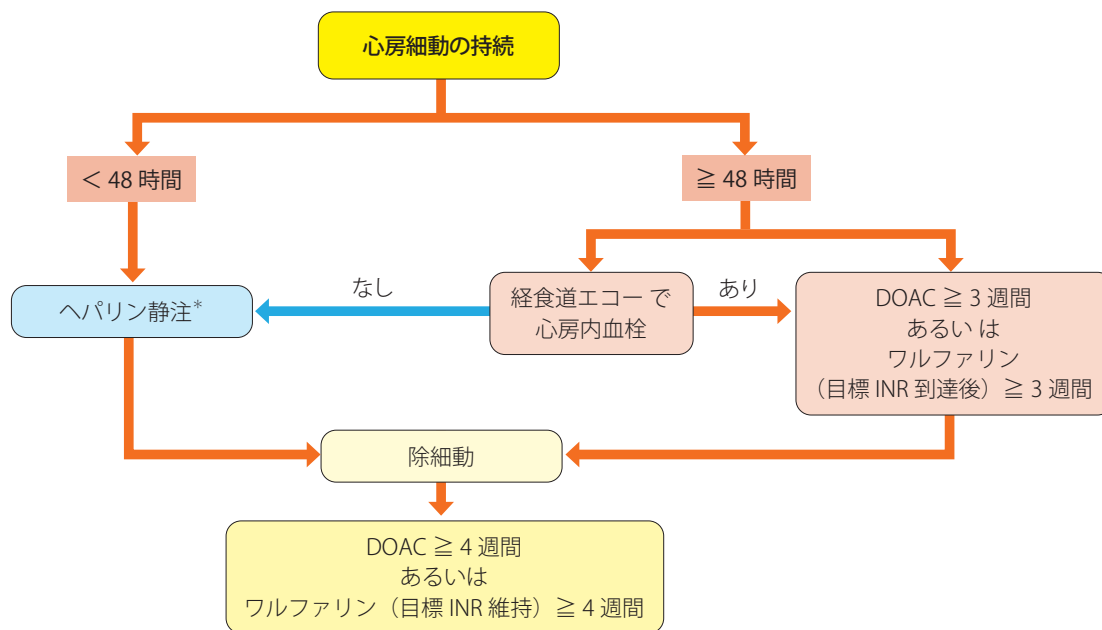 心房細動の持続
< 48 時間
≧ 48 時間
なし
あり
ヘパリン静注*
経食道エコー で
心房内血栓
DOAC ≧ 3 週間
あるい は
ワルファリン
（目標 INR 到達後）≧ 3 週間
除細動
DOAC ≧ 4 週間
あるいは
ワルファリン（目標 INR 維持）≧ 4 週間